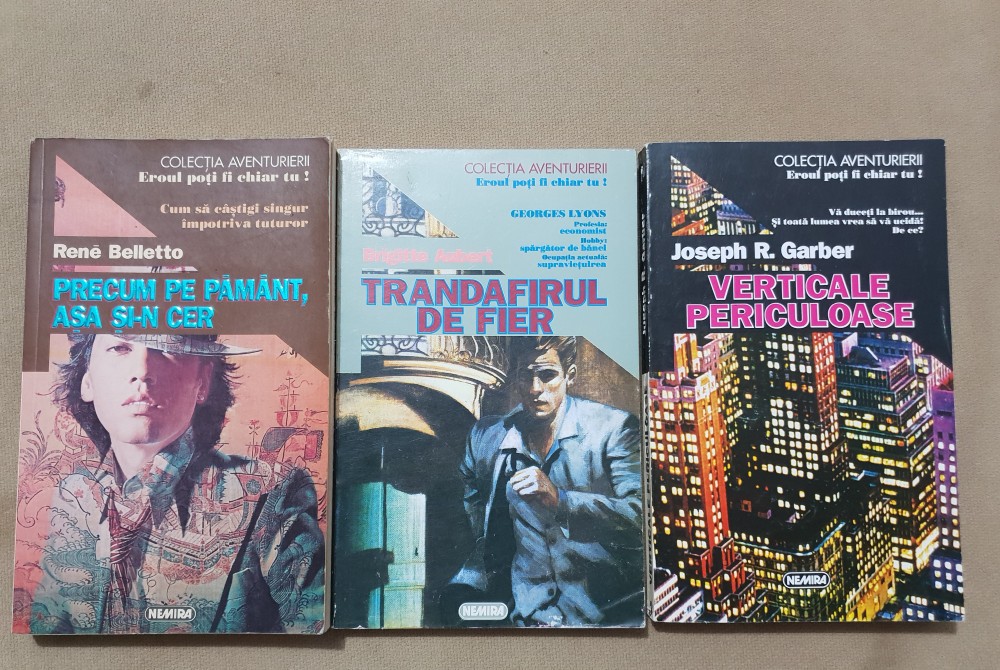 COLECȚIA AVENTURIERII
Eroul poți fi chiar tu !
Cum să câștigi singur
împotriva tuturor
René Belletto
PRECUM PE PĂMÂNT,
AȘA ȘI-N CER
NEMIRA
COLECȚIA AVENTURIERII
Eroul poți fi chiar tu !
GEORGES LYONS
Profesia:
economist
Hobby:
spărgător de bănci
Ocupația actuală:
supraviețuirea
Brigitte Aubert
TRANDAFIRUL
DE FIER
NEMIRA
COLECȚIA AVENTURIERII
Eroul poți fi chiar tu !
Vă duceți la birou...
Și toată lumea vrea să vă ucidă!
De ce?
Joseph R. Garber
VERTICALE
PERICULOASE
NEMIRA